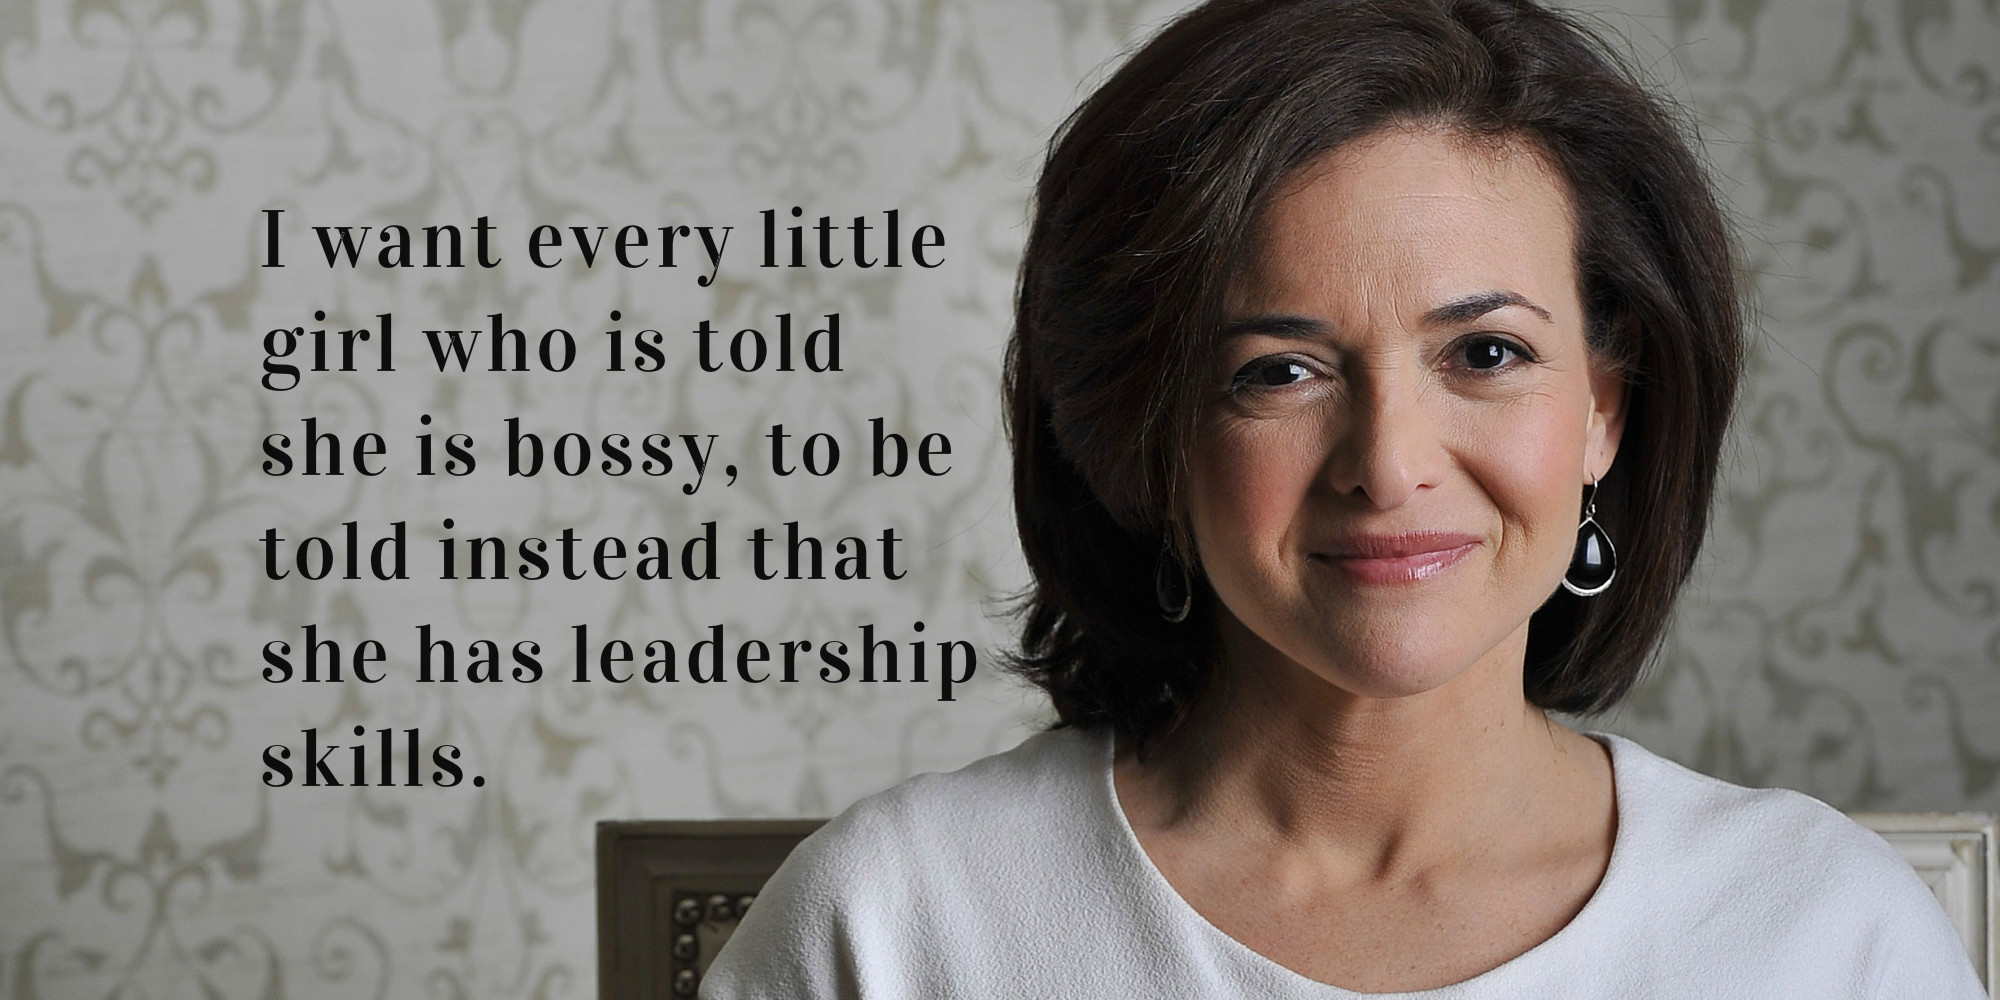 I want every little
girl who is told
she is bossy, to be
told instead that
she has leadership
skills.